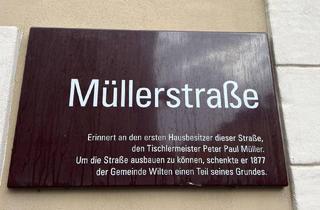 Müllerstraße
Erinnert an den ersten Hausbesitzer dieser Straße,
den Tischlermeister Peter Paul Müller.
Um die Straße ausbauen zu können, schenkte er 1877
der Gemeinde Wilten einen Teil seines Grundes.